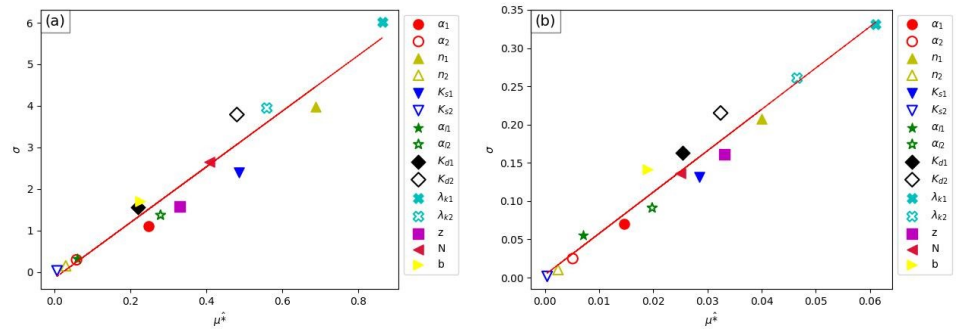 (a)
6
5
4
3
2
1
0
σ
0.0 0.2 0.4 0.6 0.8
μ̂*
α1
α2
n1
n2
Ks1
Ks2
αl1
αl2
Kd1
Kd2
λk1
λk2
z
N
b
(b)
0.35
0.30
0.25
0.20
0.15
0.10
0.05
0.00
σ
0.00 0.01 0.02 0.03 0.04 0.05 0.06
μ̂*
α1
α2
n1
n2
Ks1
Ks2
αl1
αl2
Kd1
Kd2
λk1
λk2
z
N
b